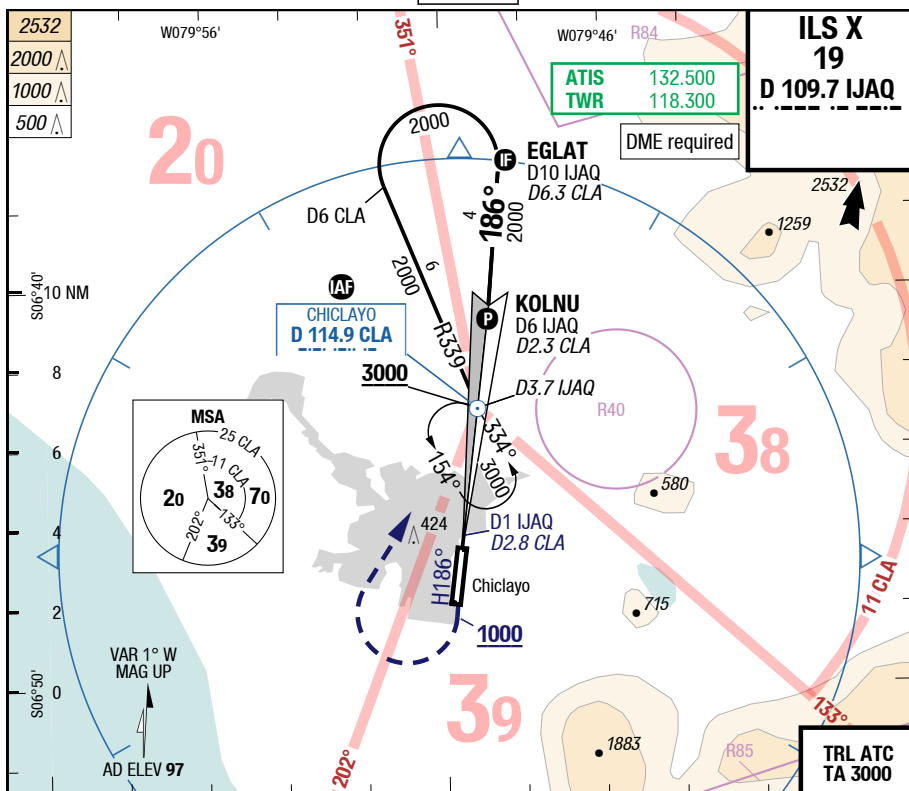 2532
2000
1000
500
W079°56'
351°
W079°46'
R84
ATIS 132.500
TWR 118.300
DME required
ILS X
19
D 109.7 IJAQ
20
2000
IF
EGLAT
D10 IJAQ
D6.3 CLA
D6 CLA
4
186°
2000
2532
1259
6
2000
R339
IAF
CHICLAYO
D 114.9 CLA
S06°40'
10 NM
P
KOLNU
D6 IJAQ
D2.3 CLA
8
3000
D3.7 IJAQ
R40
38
MSA
25 CLA
351°
11 CLA
20
38
70
202°
133°
39
6
334°
154°
3000
580
4
424
D1 IJAQ
D2.8 CLA
H186°
Chiclayo
11 CLA
2
1000
715
VAR 1° W
MAG UP
S06°50'
0
39
133°
AD ELEV 97
202°
1883
R85
TRL ATC
TA 3000